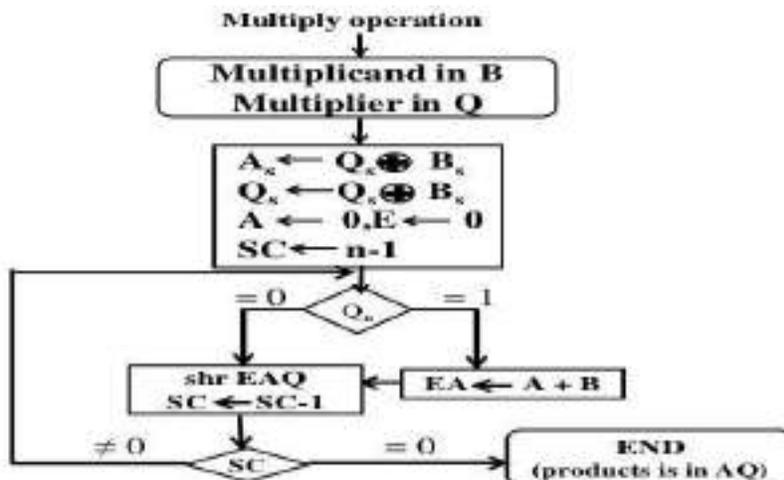 Multiply operation
Multiplicand in B
Multiplier in Q
Aₛ ← Qₛ ⊕ Bₛ
Qₛ ← Qₛ ⊕ Bₛ
A ← 0,E ← 0
SC ← n-1
= 0
= 1
Qₙ
shr EAQ
SC ← SC-1
EA ← A + B
≠ 0
SC
= 0
END
(products is in AQ)